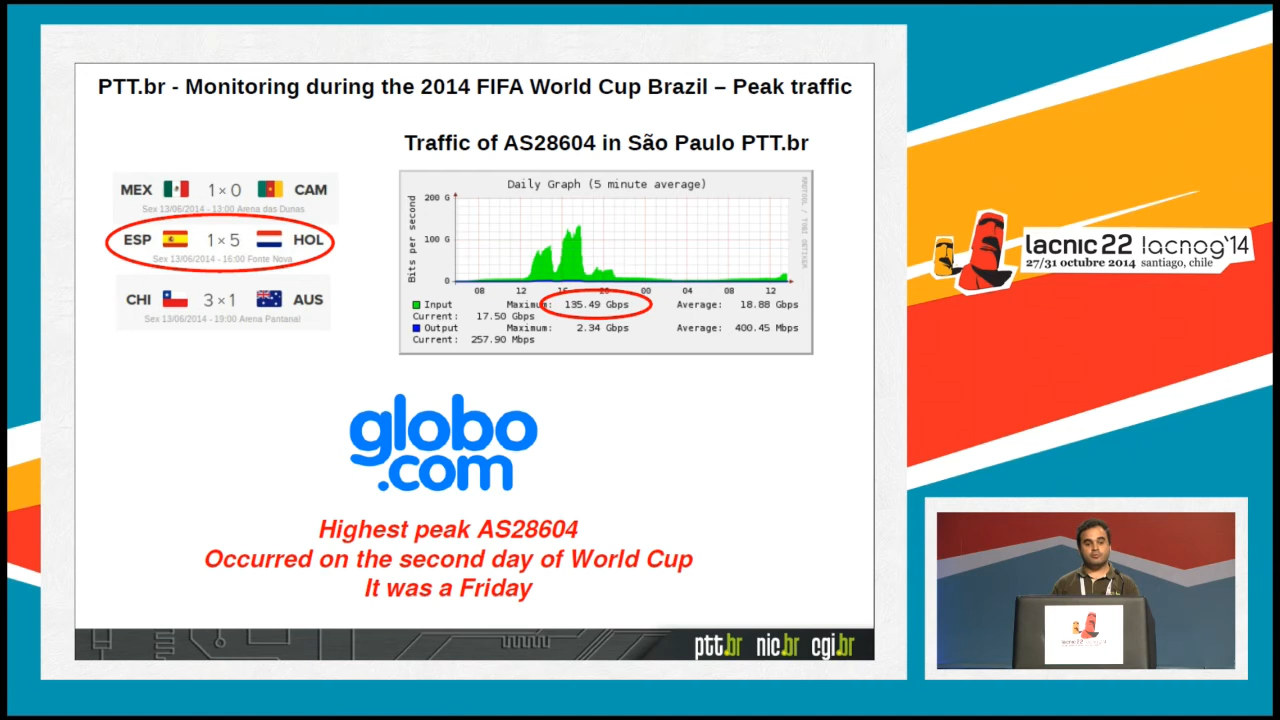 PTT.br - Monitoring during the 2014 FIFA World Cup Brazil – Peak traffic
Traffic of AS28604 in São Paulo PTT.br
MEX 1 × 0 CAM
Sex 13/06/2014 - 13:00 Arena das Dunas
ESP 1 × 5 HOL
Sex 13/06/2014 - 16:00 Fonte Nova
CHI 3 × 1 AUS
Sex 13/06/2014 - 19:00 Arena Pantanal
Daily Graph (5 minute average)
RRDTOOL / TOBI OETIKER
Bits per second
200 G
100 G
0
08 12 16 20 00 04 08 12
Input Maximum: 135.49 Gbps Average: 18.88 Gbps
Current: 17.50 Gbps
Output Maximum: 2.34 Gbps Average: 400.45 Mbps
Current: 257.90 Mbps
globo
.com
Highest peak AS28604
Occurred on the second day of World Cup
It was a Friday
ptt.br nic.br cgi.br
lacnic 22 lacnog'14
27/31 octubre 2014 santiago, chile